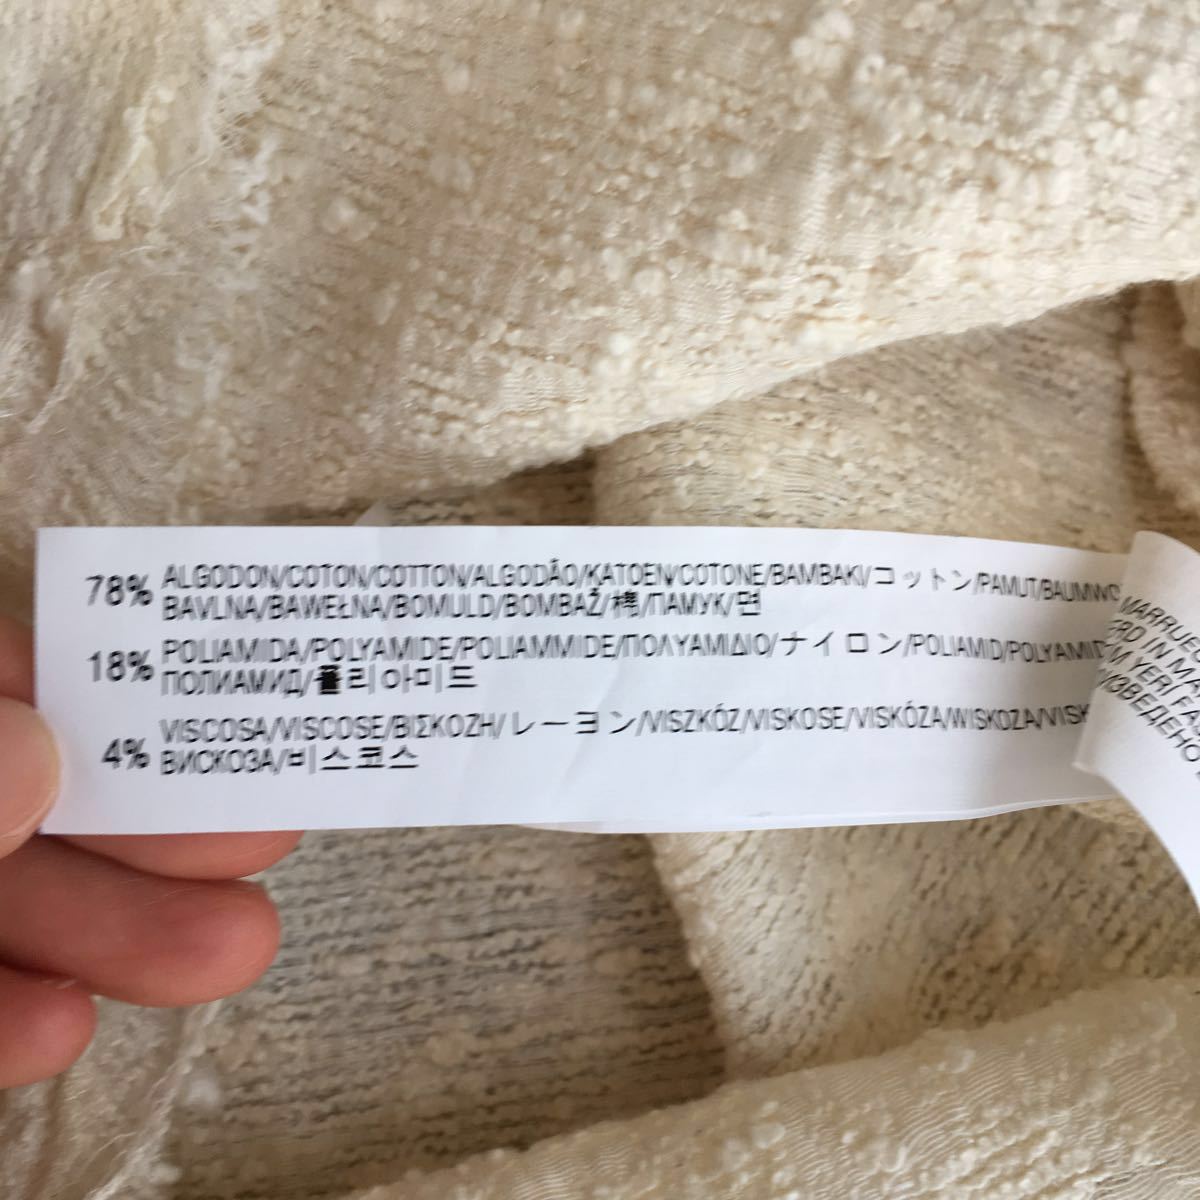 78% ALGODON/COTON/COTTON/ALGODÃO/KATOEN/COTONE/BAMBAKI/コットン/PAMUT/
BAVLNA/BAWEŁNA/BOMULD/BOMBAŽ/棉/ПАМУК/면
18% POLIAMIDA/POLYAMIDE/POLIAMMIDE/ΠΟΛΥΑΜΙΔΙΟ/ナイロン/POLIAMID/
ПОЛИАМИД/폴리아미드
4% VISCOSA/VISCOSE/ΒΙΣΚΟΖΗ/レーヨン/VISZKÓZ/VISKOSE/VISKÓZA/WISKOZA/
ВИСКОЗА/비스코스